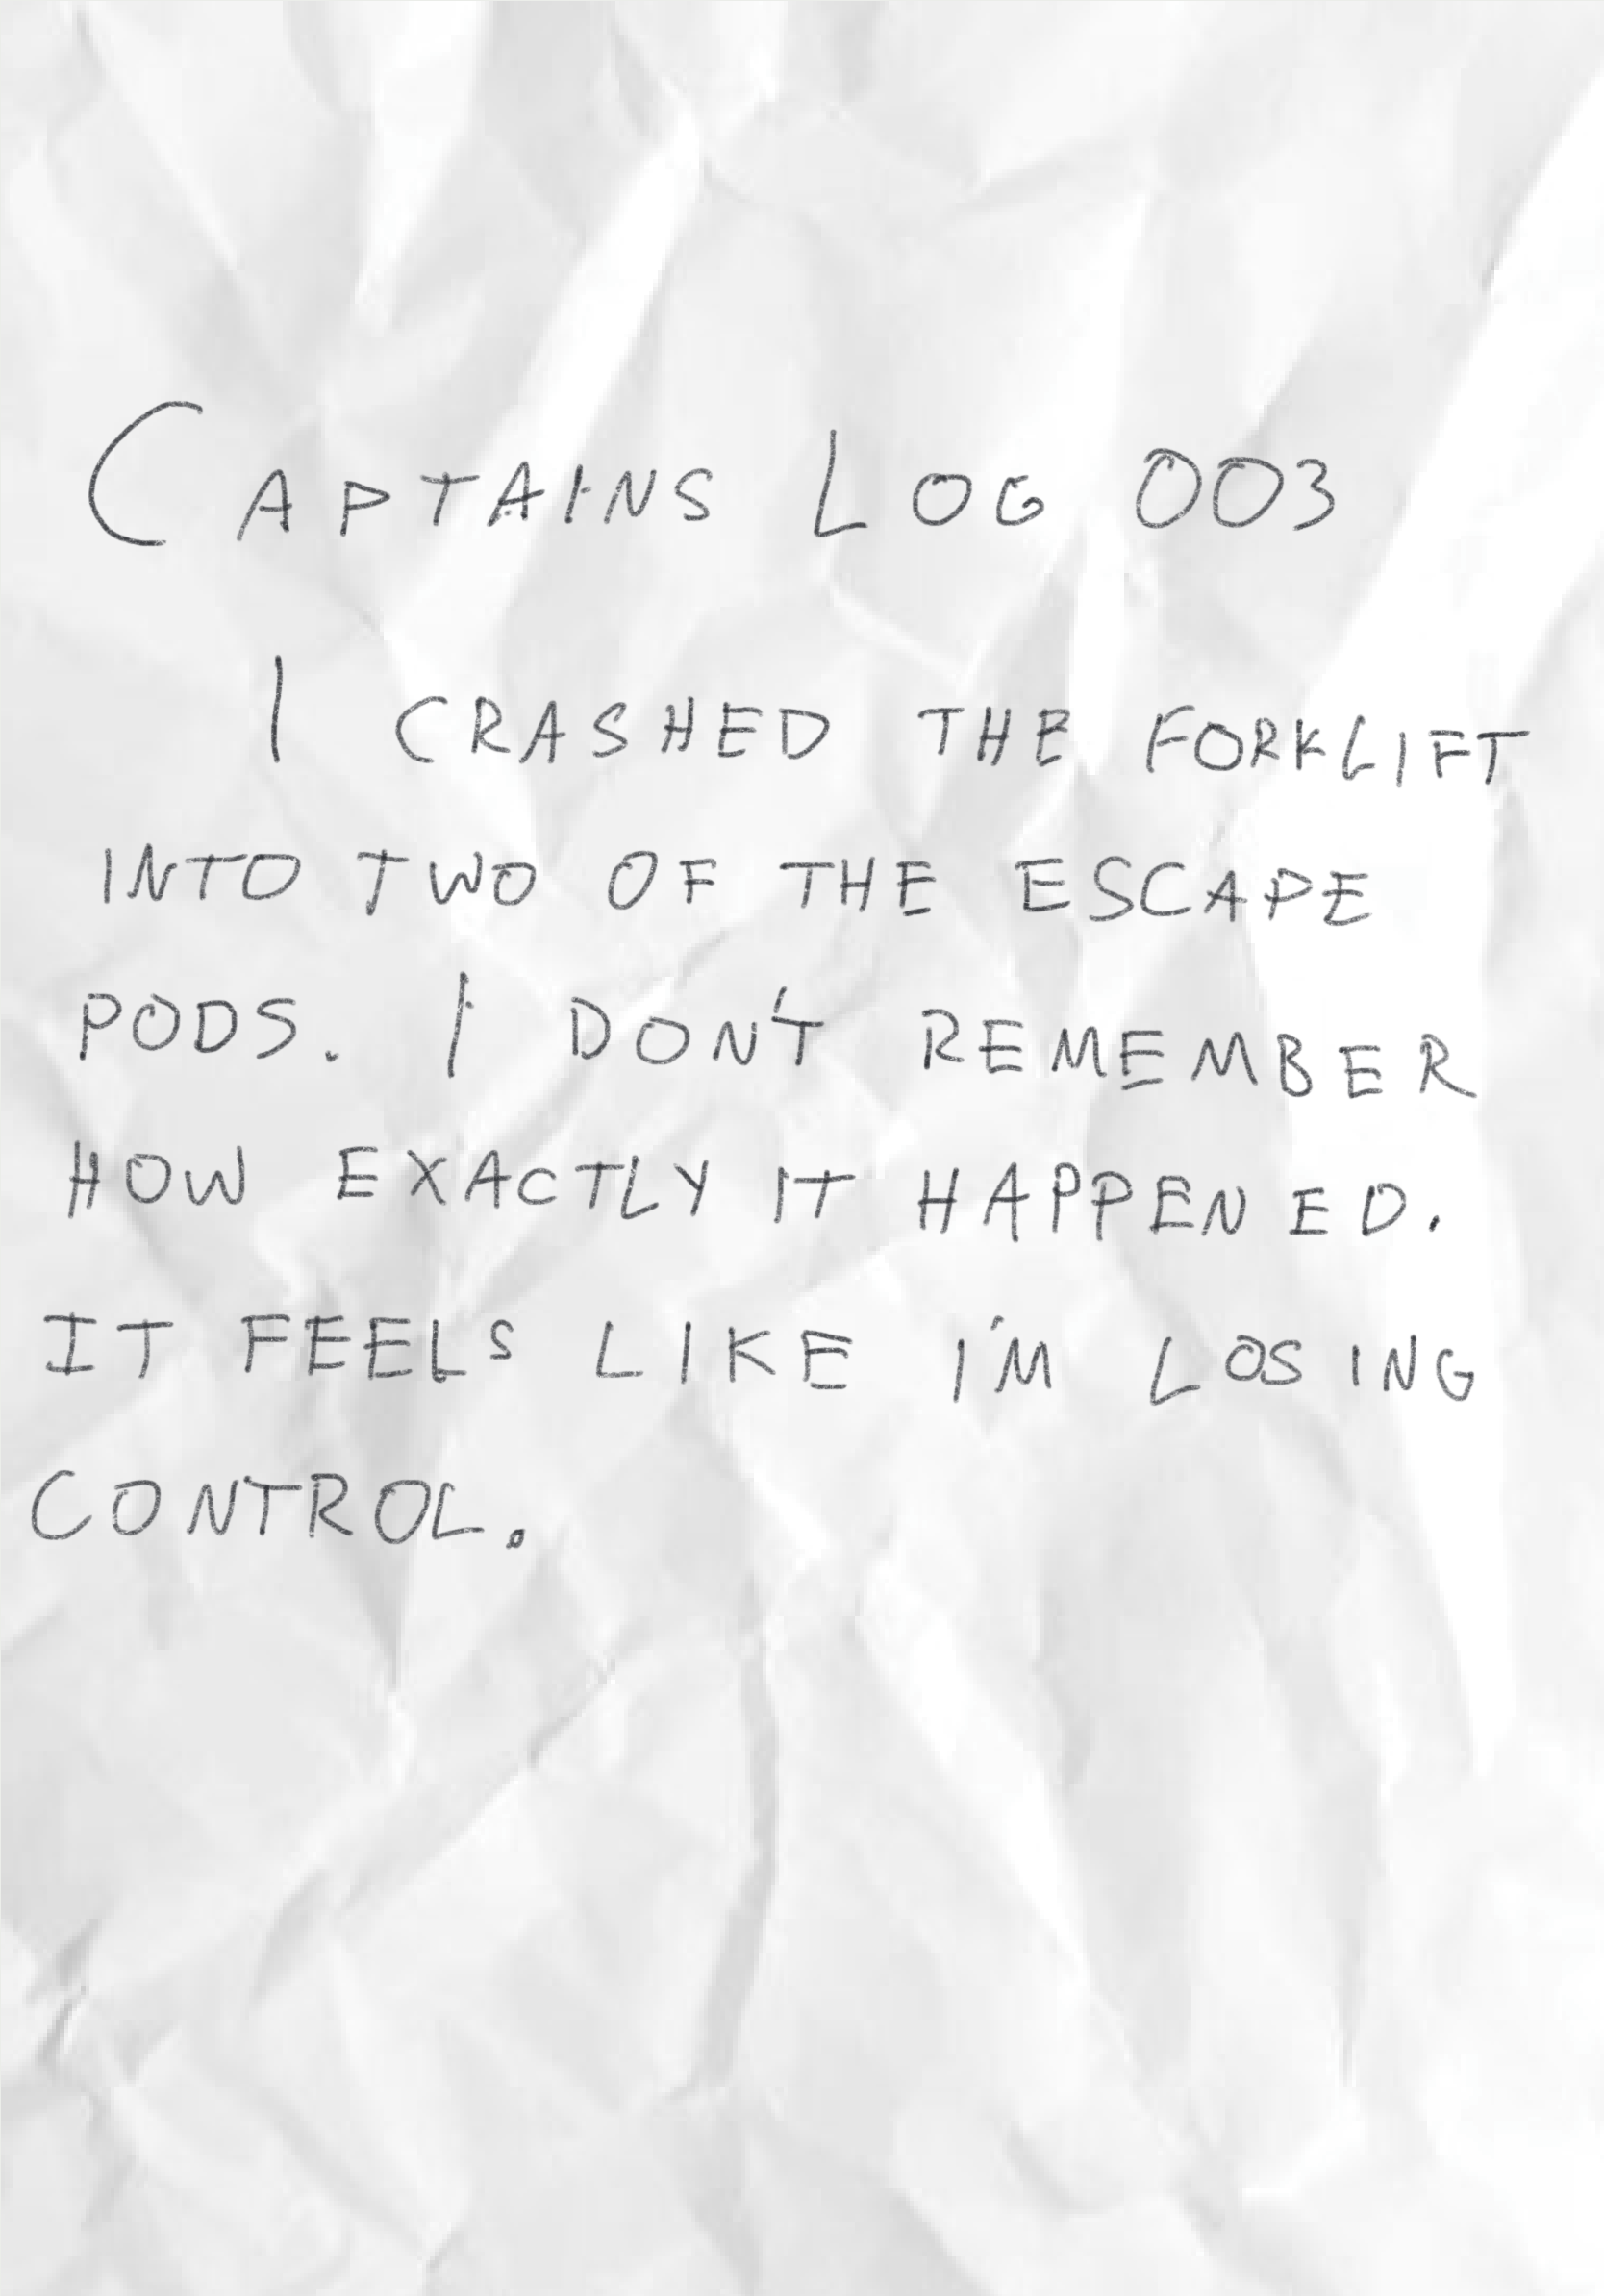 CAPTAINS LOG 003
I CRASHED THE FORKLIFT
INTO TWO OF THE ESCAPE
PODS. I DON'T REMEMBER
HOW EXACTLY IT HAPPENED.
IT FEELS LIKE I'M LOSING
CONTROL.